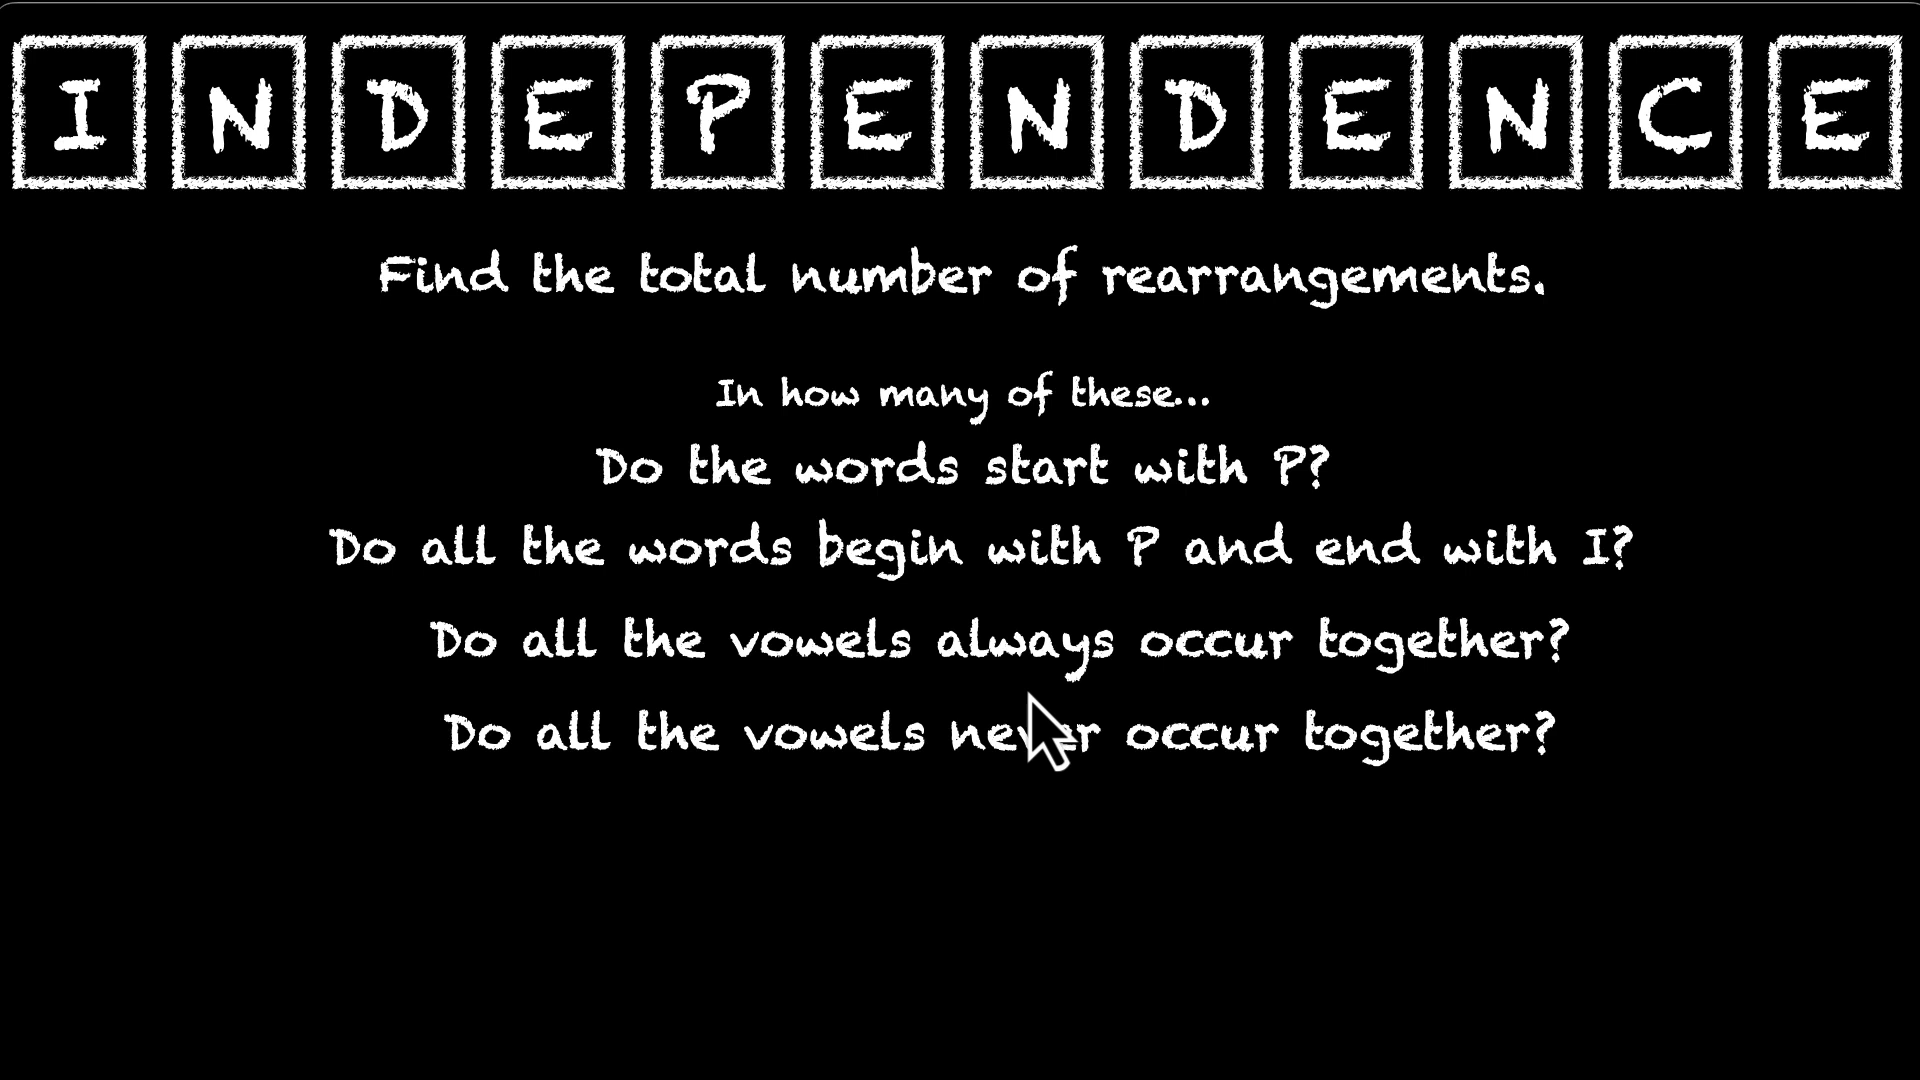 I N D E P E N D E N C E
Find the total number of rearrangements.
In how many of these...
Do the words start with P?
Do all the words begin with P and end with I?
Do all the vowels always occur together?
Do all the vowels never occur together?